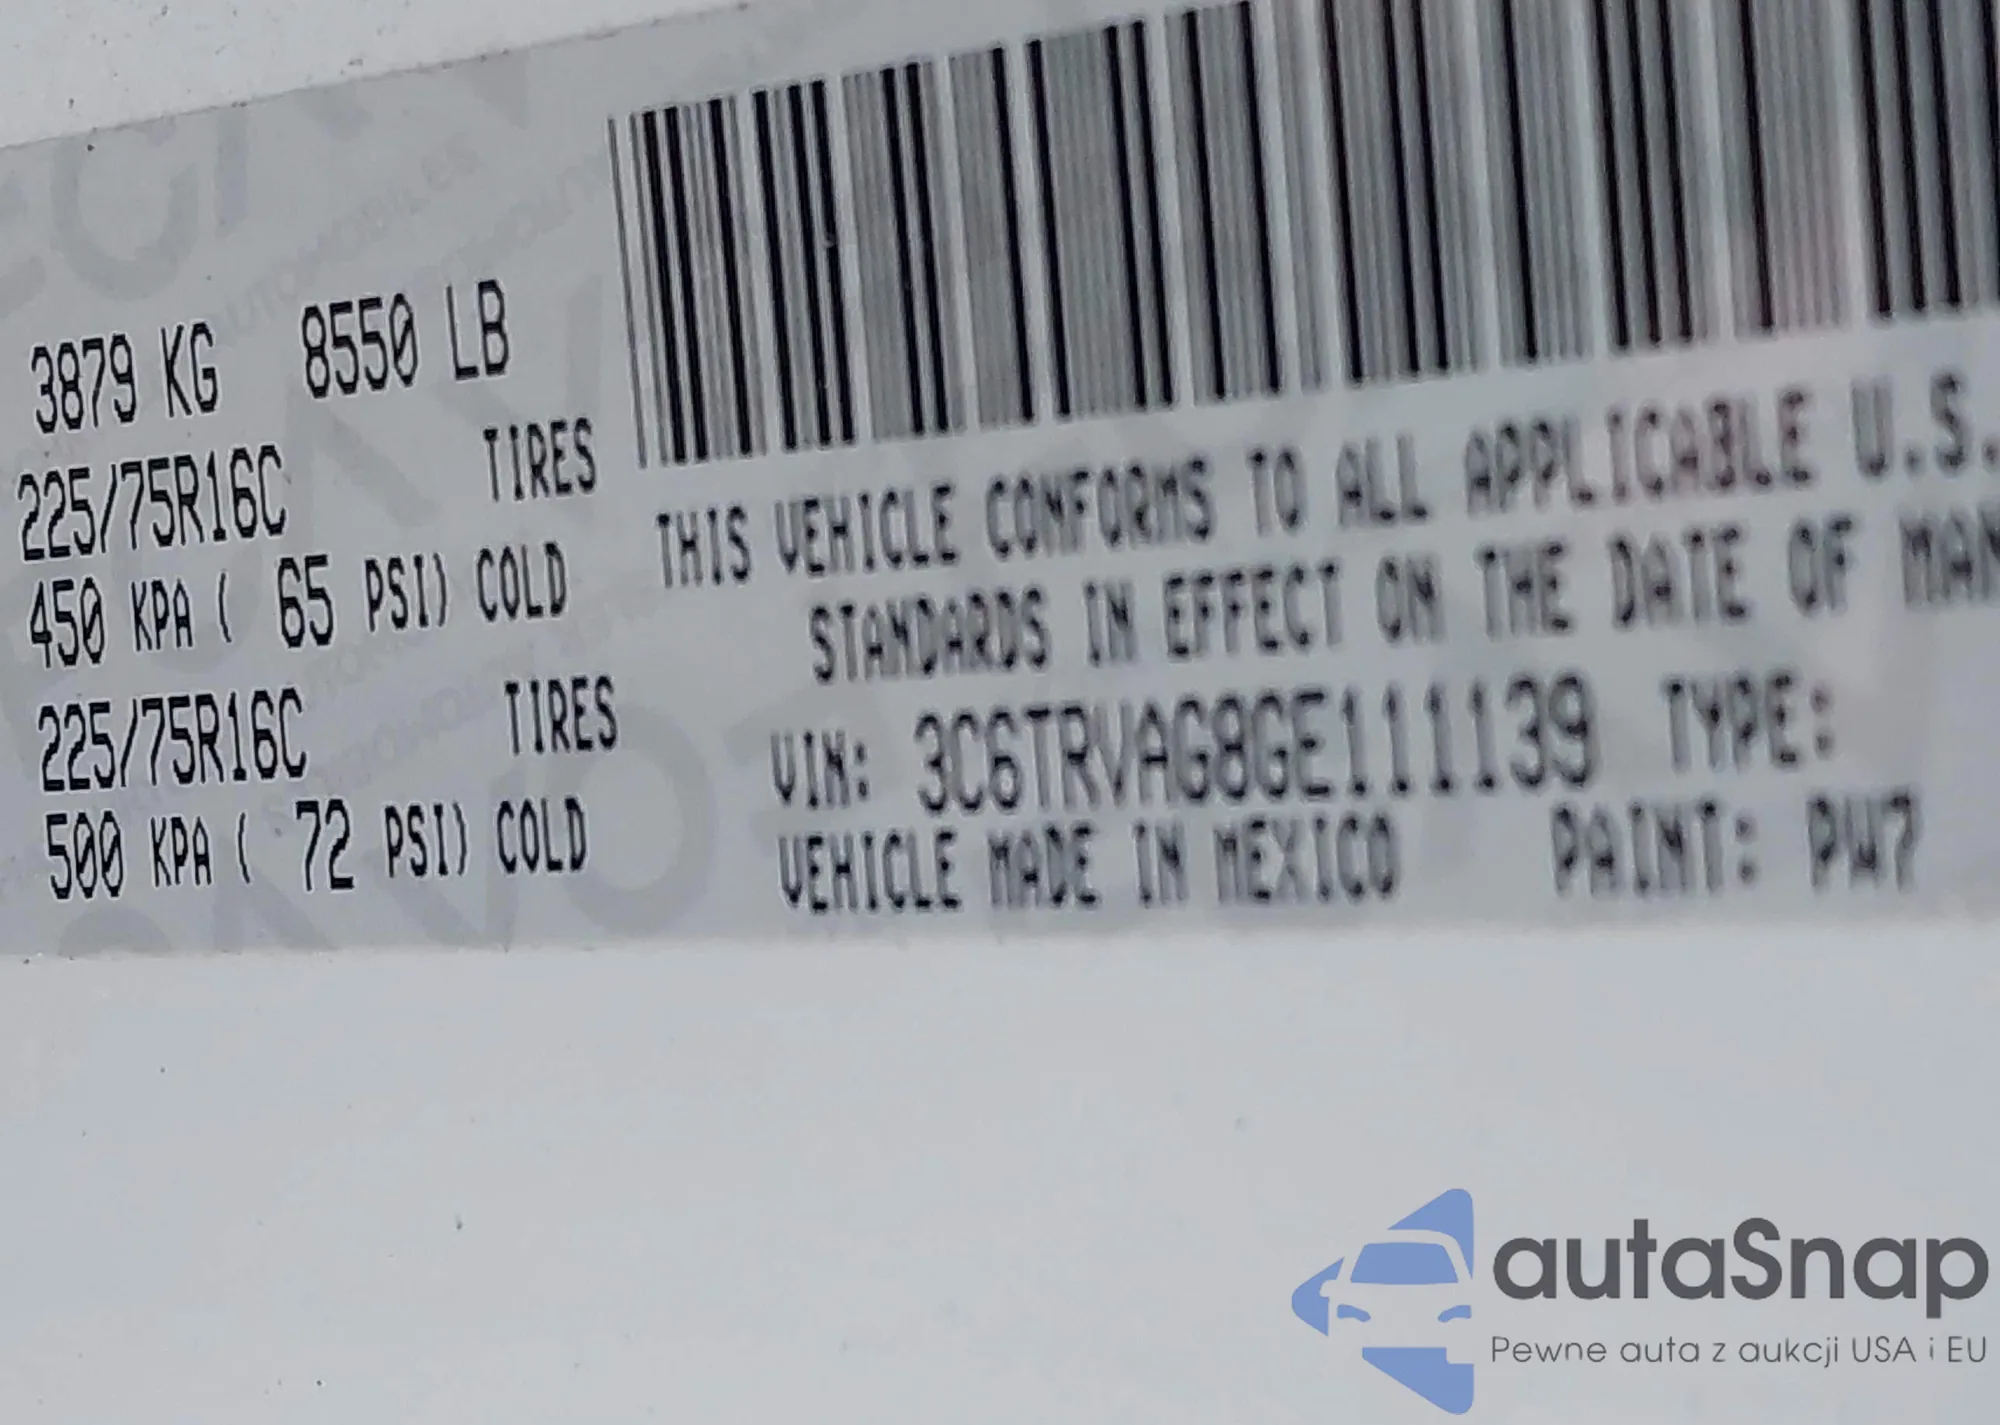 3879 KG 8550 LB
225/75R16C TIRES
450 KPA ( 65 PSI) COLD
225/75R16C TIRES
500 KPA ( 72 PSI) COLD
THIS VEHICLE CONFORMS TO ALL APPLICABLE U.S.
STANDARDS IN EFFECT ON THE DATE OF MAN
VIN: 3C6TRVAG8GE111139 TYPE:
VEHICLE MADE IN MEXICO PAINT: PW7
autaSnap
Pewne auta z aukcji USA i EU